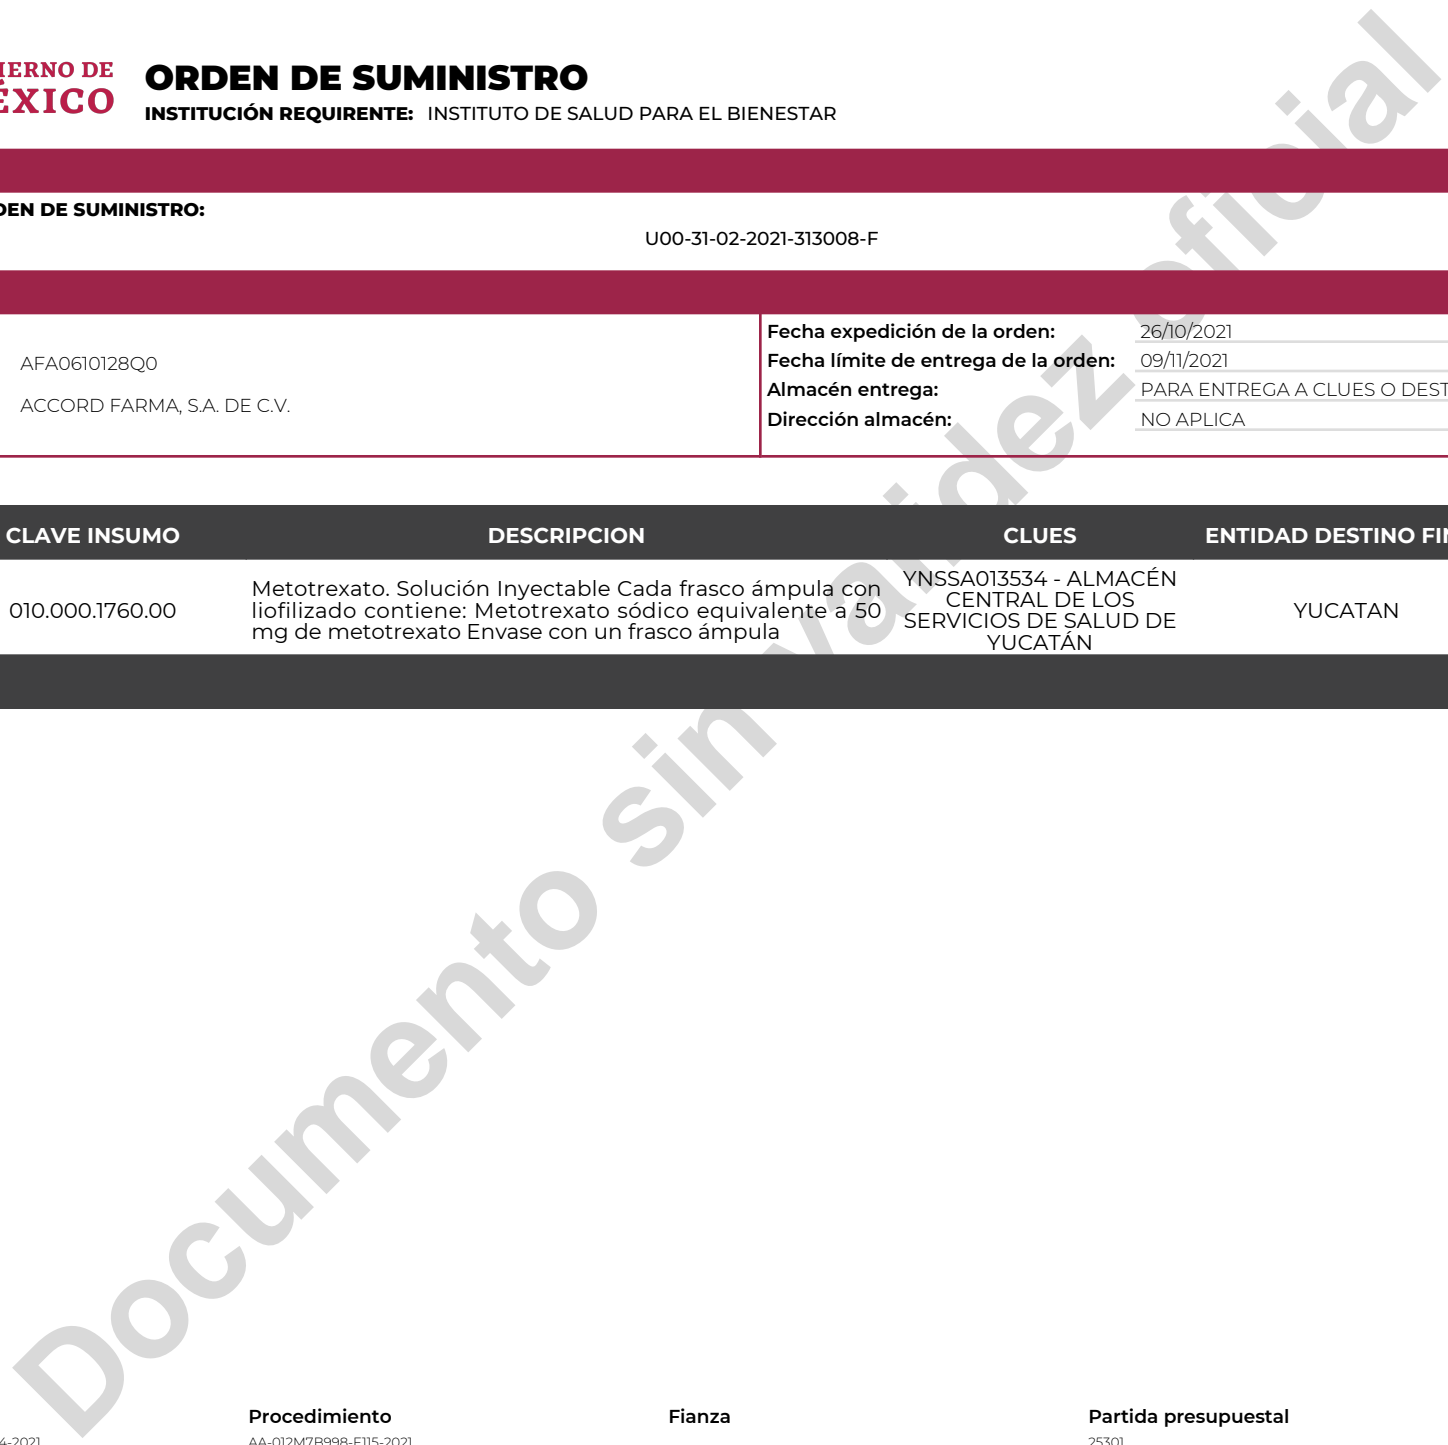 IERNO DE
ÉXICO
ORDEN DE SUMINISTRO
INSTITUCIÓN REQUIRENTE: INSTITUTO DE SALUD PARA EL BIENESTAR
DEN DE SUMINISTRO:
U00-31-02-2021-313008-F
AFA0610128Q0
ACCORD FARMA, S.A. DE C.V.
Fecha expedición de la orden: 26/10/2021
Fecha límite de entrega de la orden: 09/11/2021
Almacén entrega: PARA ENTREGA A CLUES O DEST
Dirección almacén: NO APLICA
CLAVE INSUMO DESCRIPCION CLUES ENTIDAD DESTINO FIN
010.000.1760.00
Metotrexato. Solución Inyectable Cada frasco ámpula con
liofilizado contiene: Metotrexato sódico equivalente a 50
mg de metotrexato Envase con un frasco ámpula
YNSSA013534 - ALMACÉN
CENTRAL DE LOS
SERVICIOS DE SALUD DE
YUCATÁN
YUCATAN
Documento sin validez oficial
Procedimiento Fianza Partida presupuestal
4-2021 AA-012M7B998-E115-2021 25301